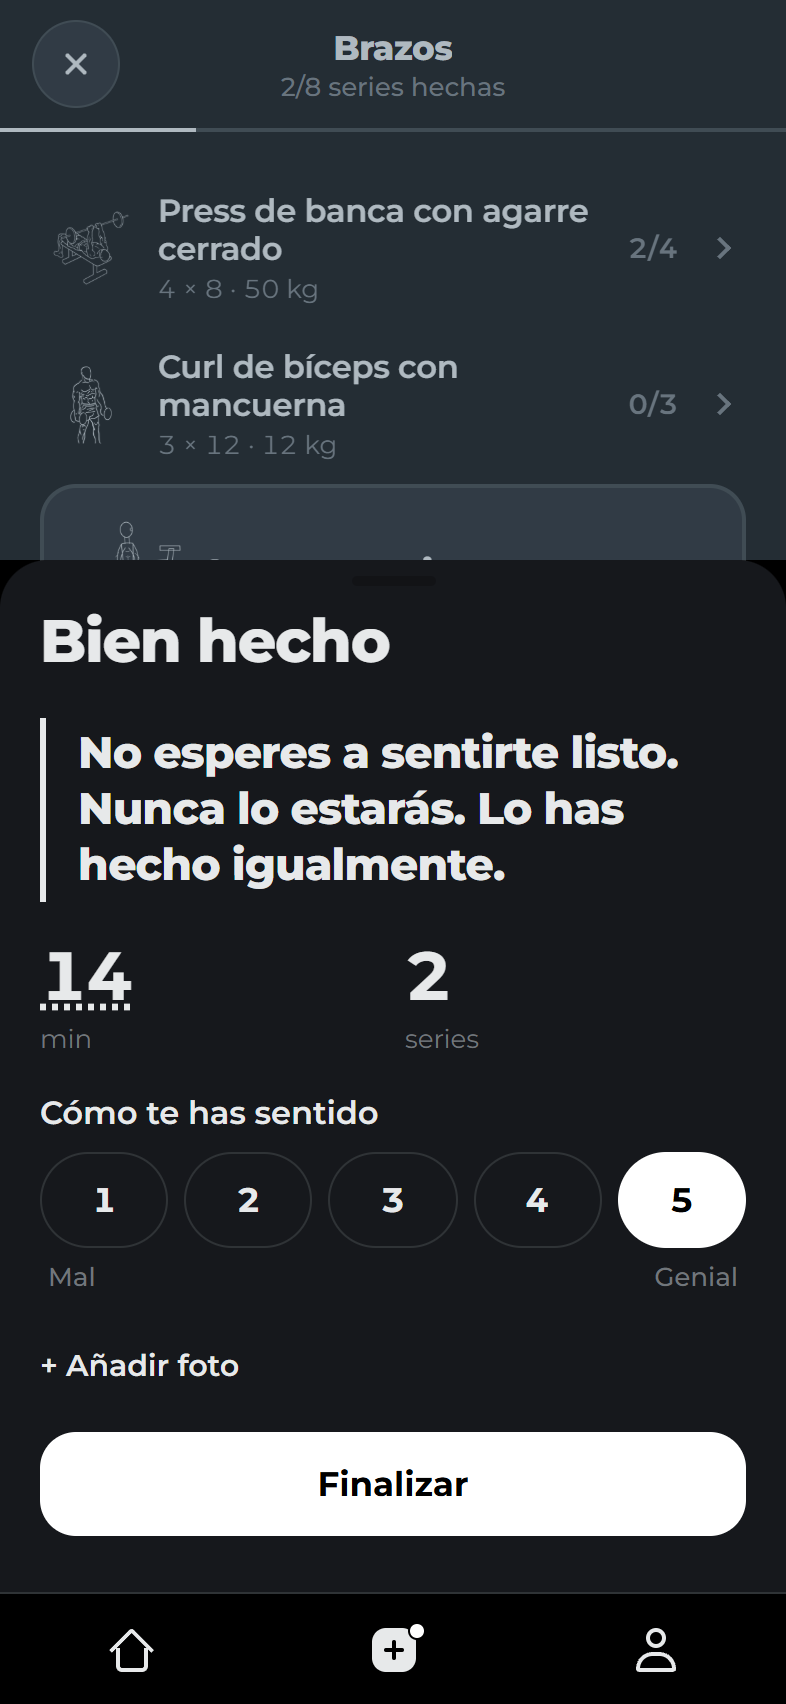 Brazos
2/8 series hechas
Press de banca con agarre
cerrado
2/4
4 × 8 · 50 kg
Curl de bíceps con
mancuerna
0/3
3 × 12 · 12 kg
Bien hecho
No esperes a sentirte listo.
Nunca lo estarás. Lo has
hecho igualmente.
14
min
2
series
Cómo te has sentido
1
2
3
4
5
Mal
Genial
+ Añadir foto
Finalizar